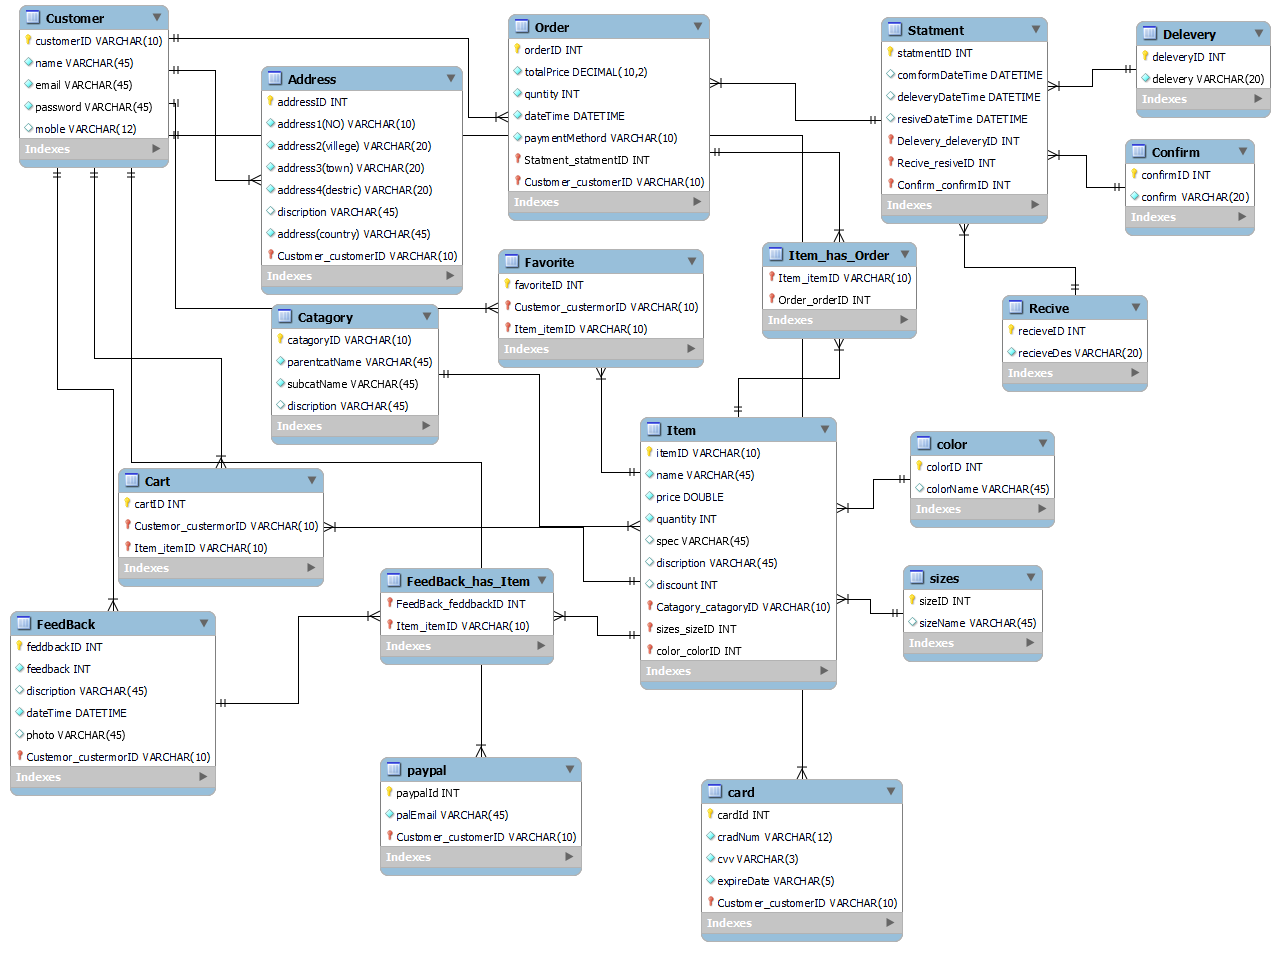 Customer
customerID VARCHAR(10)
name VARCHAR(45)
email VARCHAR(45)
password VARCHAR(45)
moble VARCHAR(12)
Indexes
Address
addressID INT
address1(NO) VARCHAR(10)
address2(villege) VARCHAR(20)
address3(town) VARCHAR(20)
address4(destric) VARCHAR(20)
discription VARCHAR(45)
address(country) VARCHAR(45)
Customer_customerID VARCHAR(10)
Indexes
Order
orderID INT
totalPrice DECIMAL(10,2)
quntity INT
dateTime DATETIME
paymentMethord VARCHAR(10)
Statment_statmentID INT
Customer_customerID VARCHAR(10)
Indexes
Statment
statmentID INT
comformDateTime DATETIME
deleveryDateTime DATETIME
resiveDateTime DATETIME
Delevery_deleveryID INT
Recive_resiveID INT
Confirm_confirmID INT
Indexes
Delevery
deleveryID INT
delevery VARCHAR(20)
Indexes
Confirm
confirmID INT
confirm VARCHAR(20)
Indexes
Favorite
favoriteID INT
Custemor_custermorID VARCHAR(10)
Item_itemID VARCHAR(10)
Indexes
Item_has_Order
Item_itemID VARCHAR(10)
Order_orderID INT
Indexes
Recive
recieveID INT
recieveDes VARCHAR(20)
Indexes
Catagory
catagoryID VARCHAR(10)
parentcatName VARCHAR(45)
subcatName VARCHAR(45)
discription VARCHAR(45)
Indexes
Item
itemID VARCHAR(10)
name VARCHAR(45)
price DOUBLE
quantity INT
spec VARCHAR(45)
discription VARCHAR(45)
discount INT
Catagory_catagoryID VARCHAR(10)
sizes_sizeID INT
color_colorID INT
Indexes
color
colorID INT
colorName VARCHAR(45)
Indexes
Cart
cartID INT
Custemor_custermorID VARCHAR(10)
Item_itemID VARCHAR(10)
Indexes
sizes
sizeID INT
sizeName VARCHAR(45)
Indexes
FeedBack_has_Item
FeedBack_feddbackID INT
Item_itemID VARCHAR(10)
Indexes
FeedBack
feddbackID INT
feedback INT
discription VARCHAR(45)
dateTime DATETIME
photo VARCHAR(45)
Custemor_custermorID VARCHAR(10)
Indexes
paypal
paypalId INT
palEmail VARCHAR(45)
Customer_customerID VARCHAR(10)
Indexes
card
cardId INT
cradNum VARCHAR(12)
cvv VARCHAR(3)
expireDate VARCHAR(5)
Customer_customerID VARCHAR(10)
Indexes